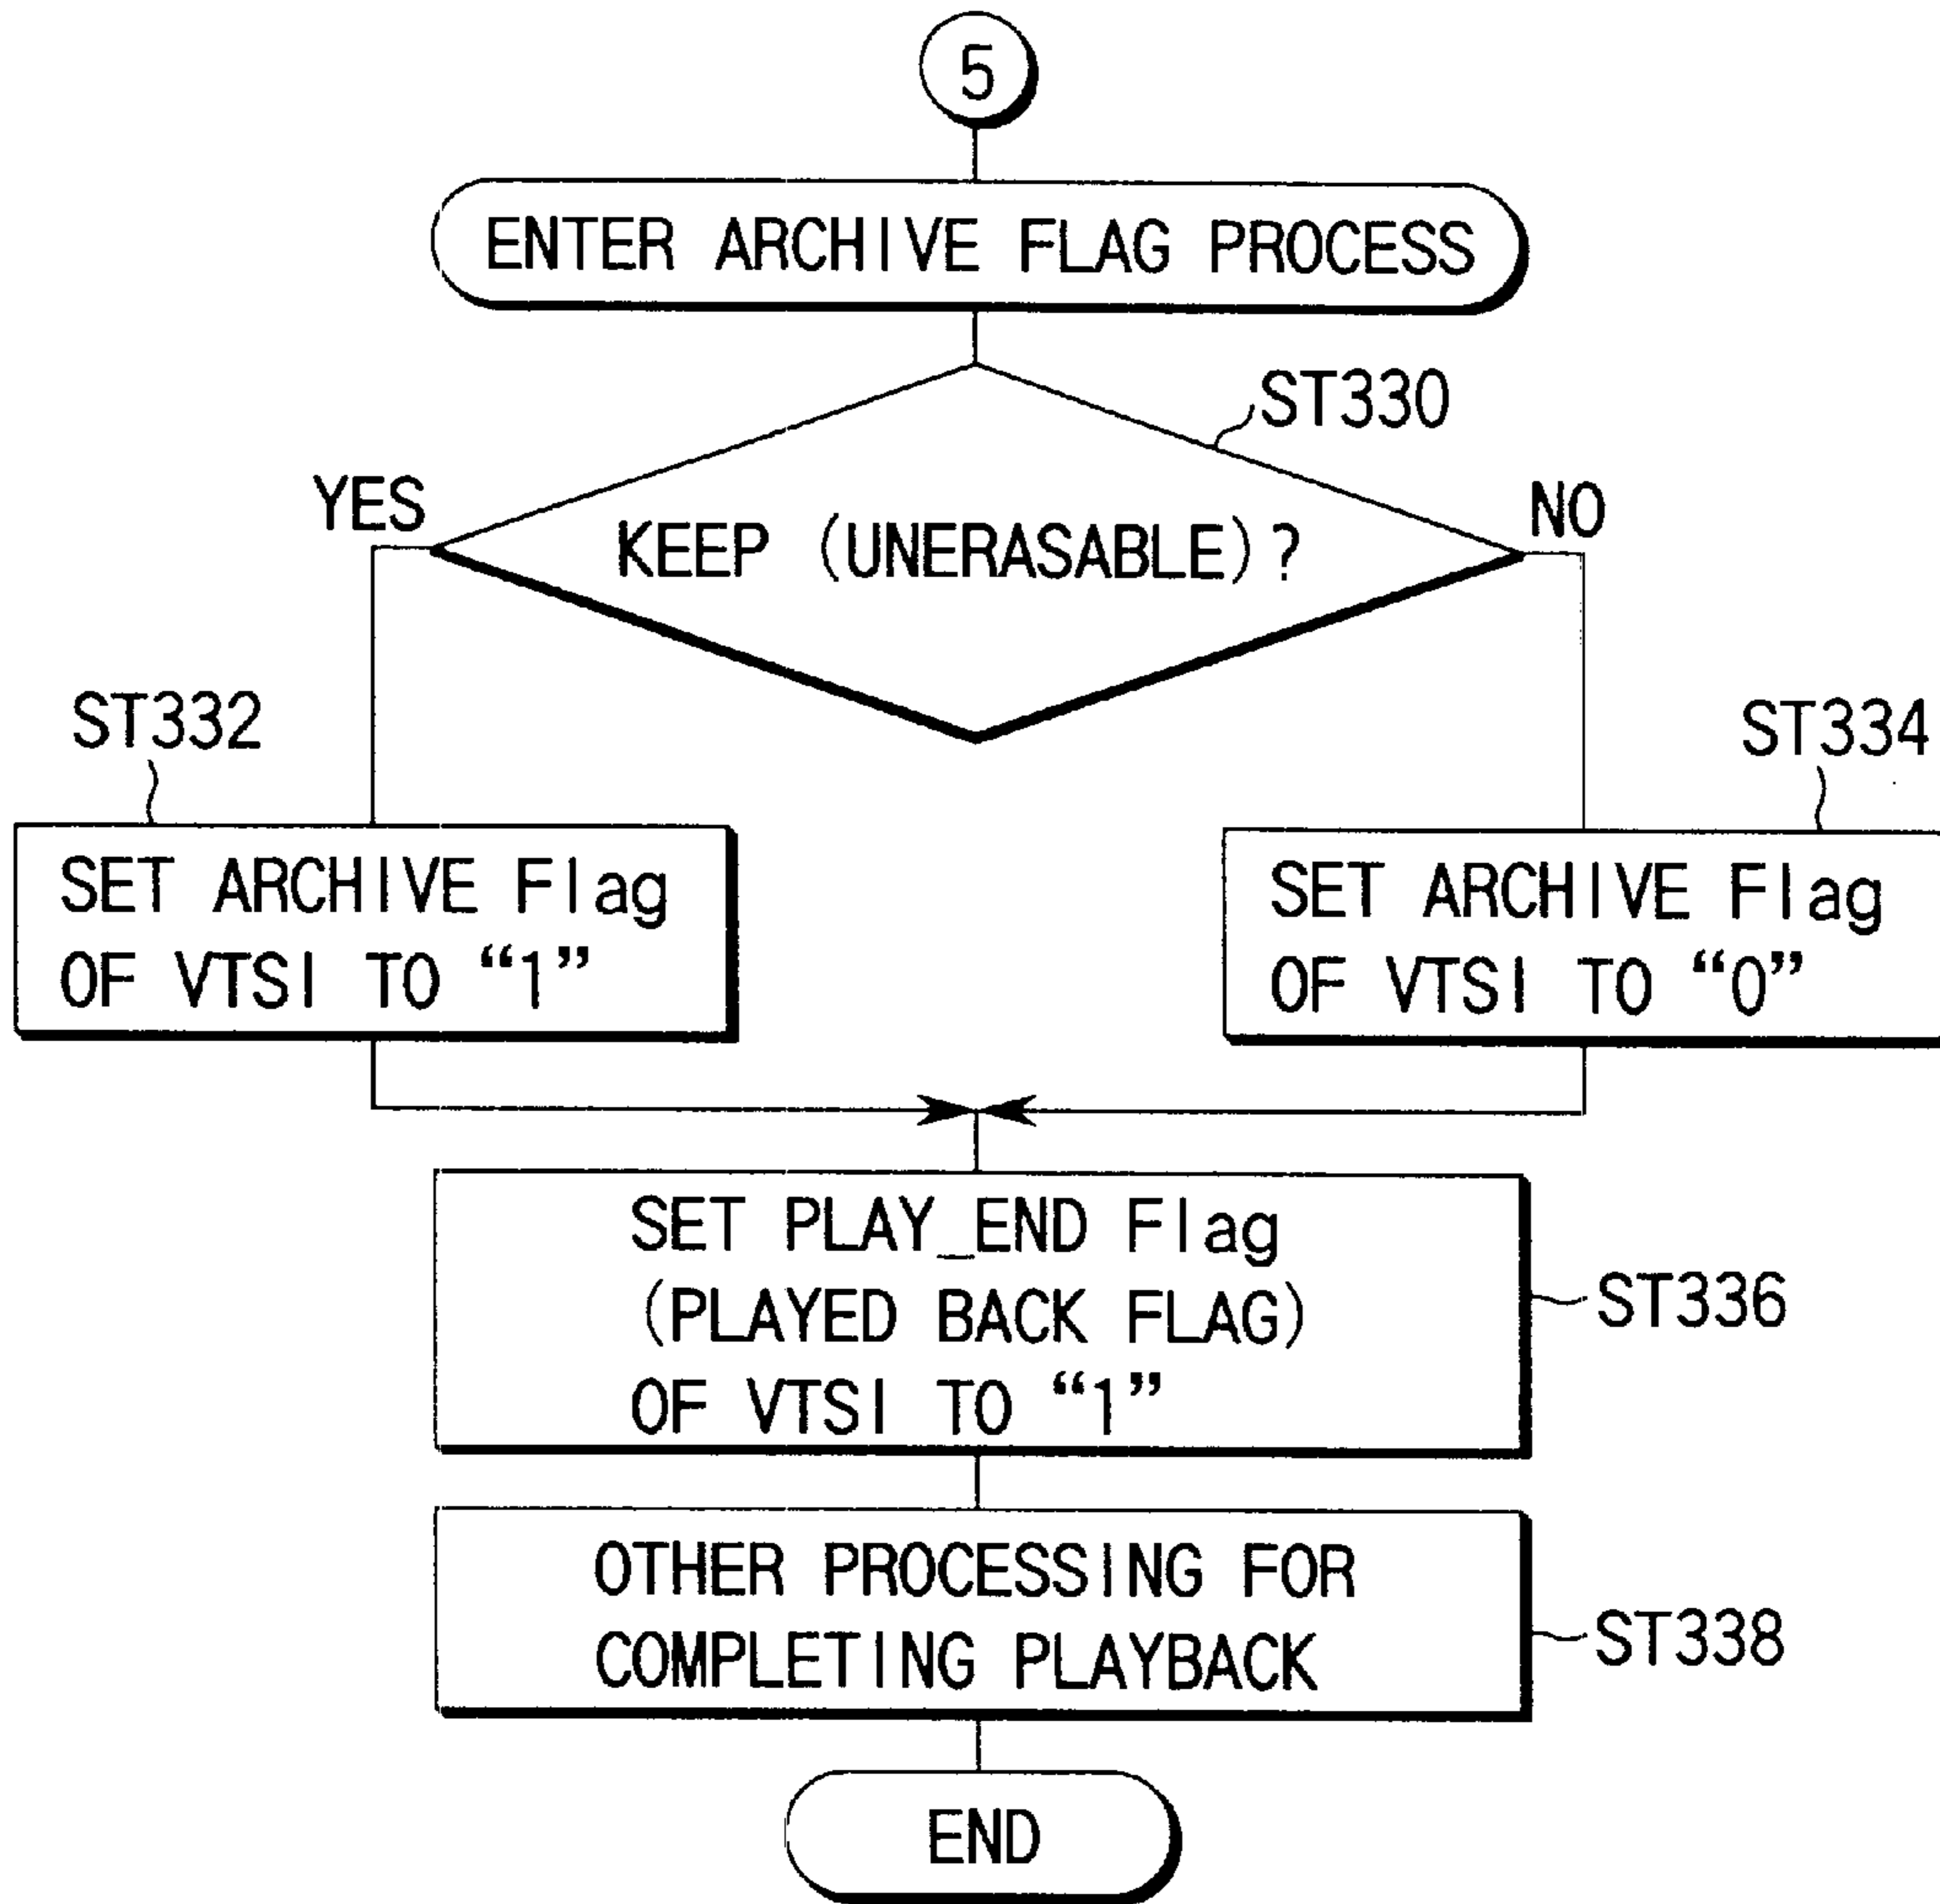 5
ENTER ARCHIVE FLAG PROCESS
ST330
YES
NO
KEEP (UNERASABLE)?
ST332
ST334
SET ARCHIVE Flag
OF VTSI TO “1”
SET ARCHIVE Flag
OF VTSI TO “0”
SET PLAY_END Flag
(PLAYED BACK FLAG)
OF VTSI TO “1”
ST336
OTHER PROCESSING FOR
COMPLETING PLAYBACK
ST338
END